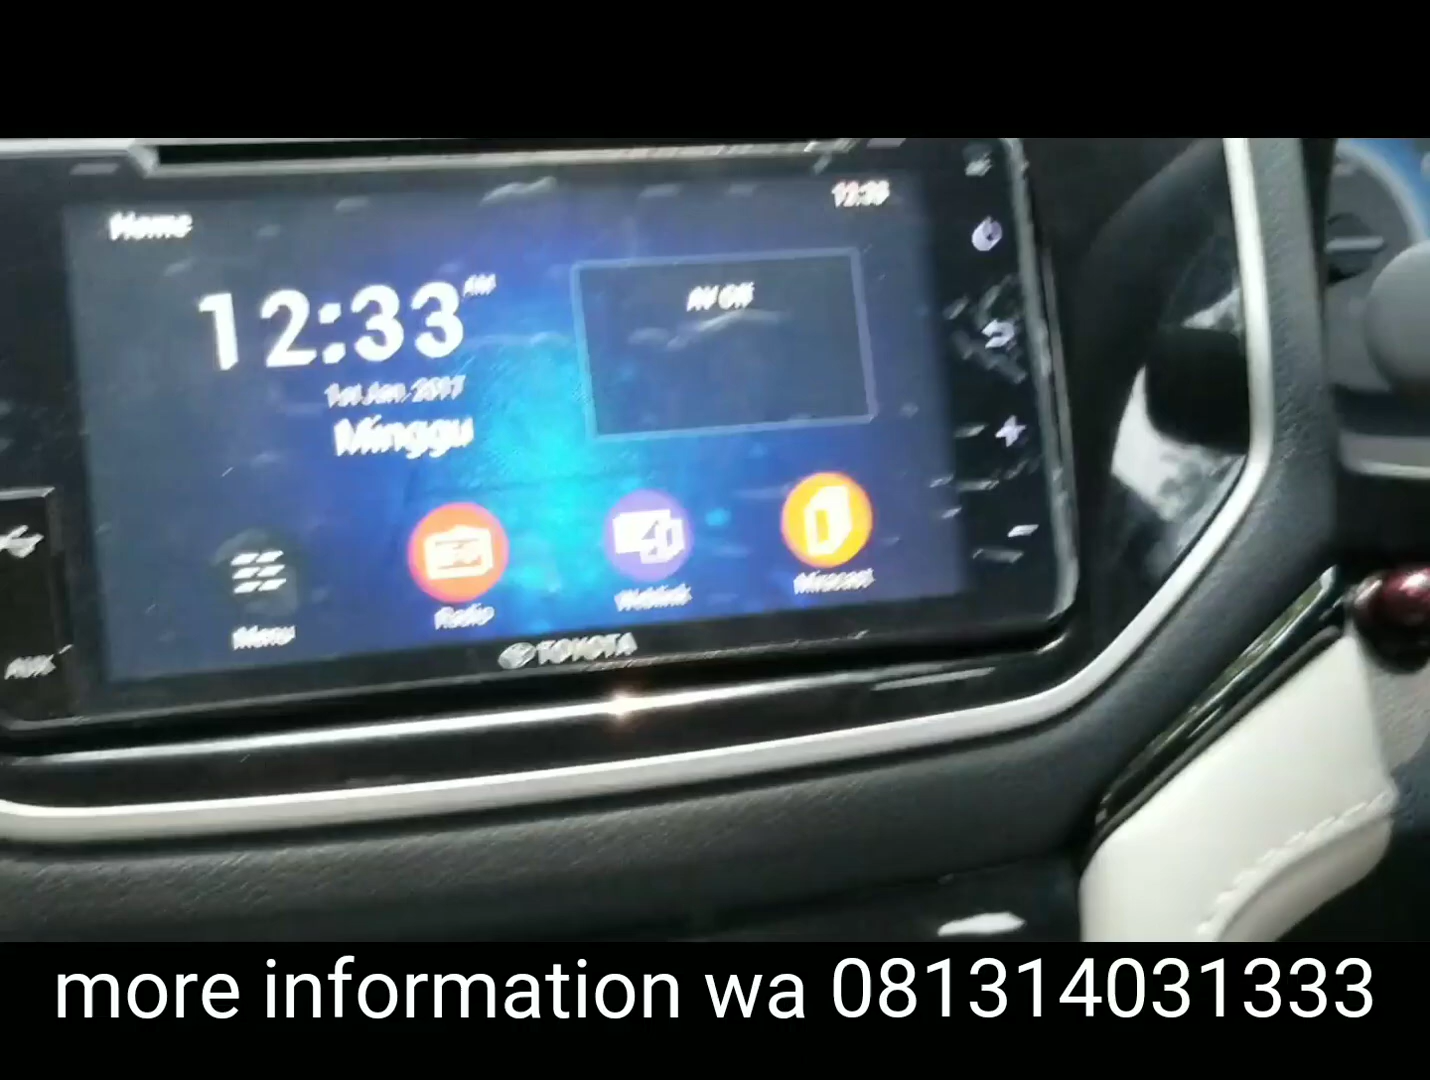 Home
12:33
12:33 AM
AV Off
1st Jan, 2017
Minggu
Menu
Radio
Weblink
Miracast
AUX
TOYOTA
more information wa 081314031333